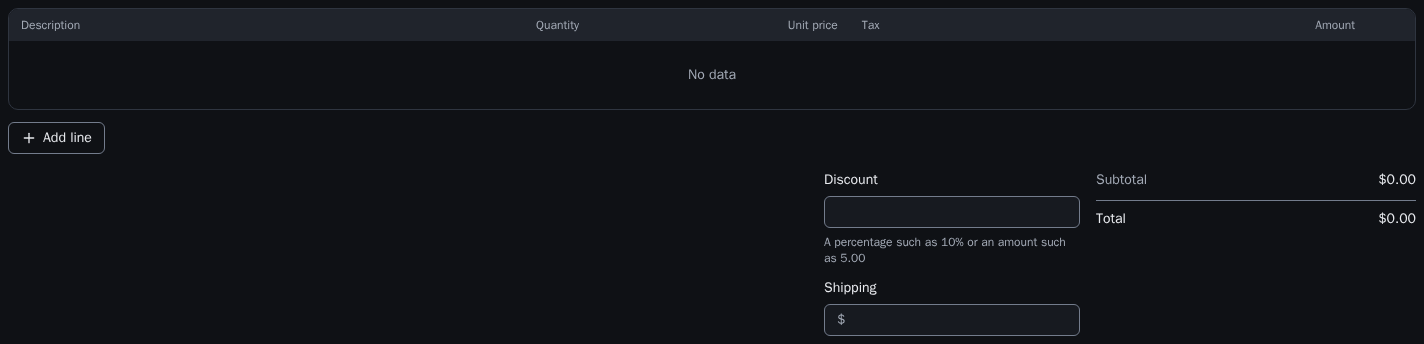 Description Quantity Unit price Tax Amount
No data
+ Add line
Discount
A percentage such as 10% or an amount such
as 5.00
Shipping
$
Subtotal $0.00
Total $0.00